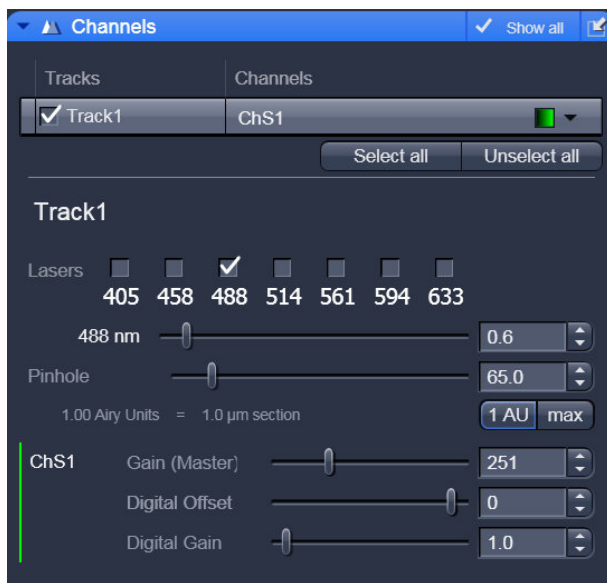 Channels Show all
Tracks Channels
Track1 ChS1
Select all Unselect all
Track1
Lasers
405 458 488 514 561 594 633
488 nm 0.6
Pinhole 65.0
1.00 Airy Units = 1.0 µm section 1 AU max
ChS1 Gain (Master) 251
Digital Offset 0
Digital Gain 1.0